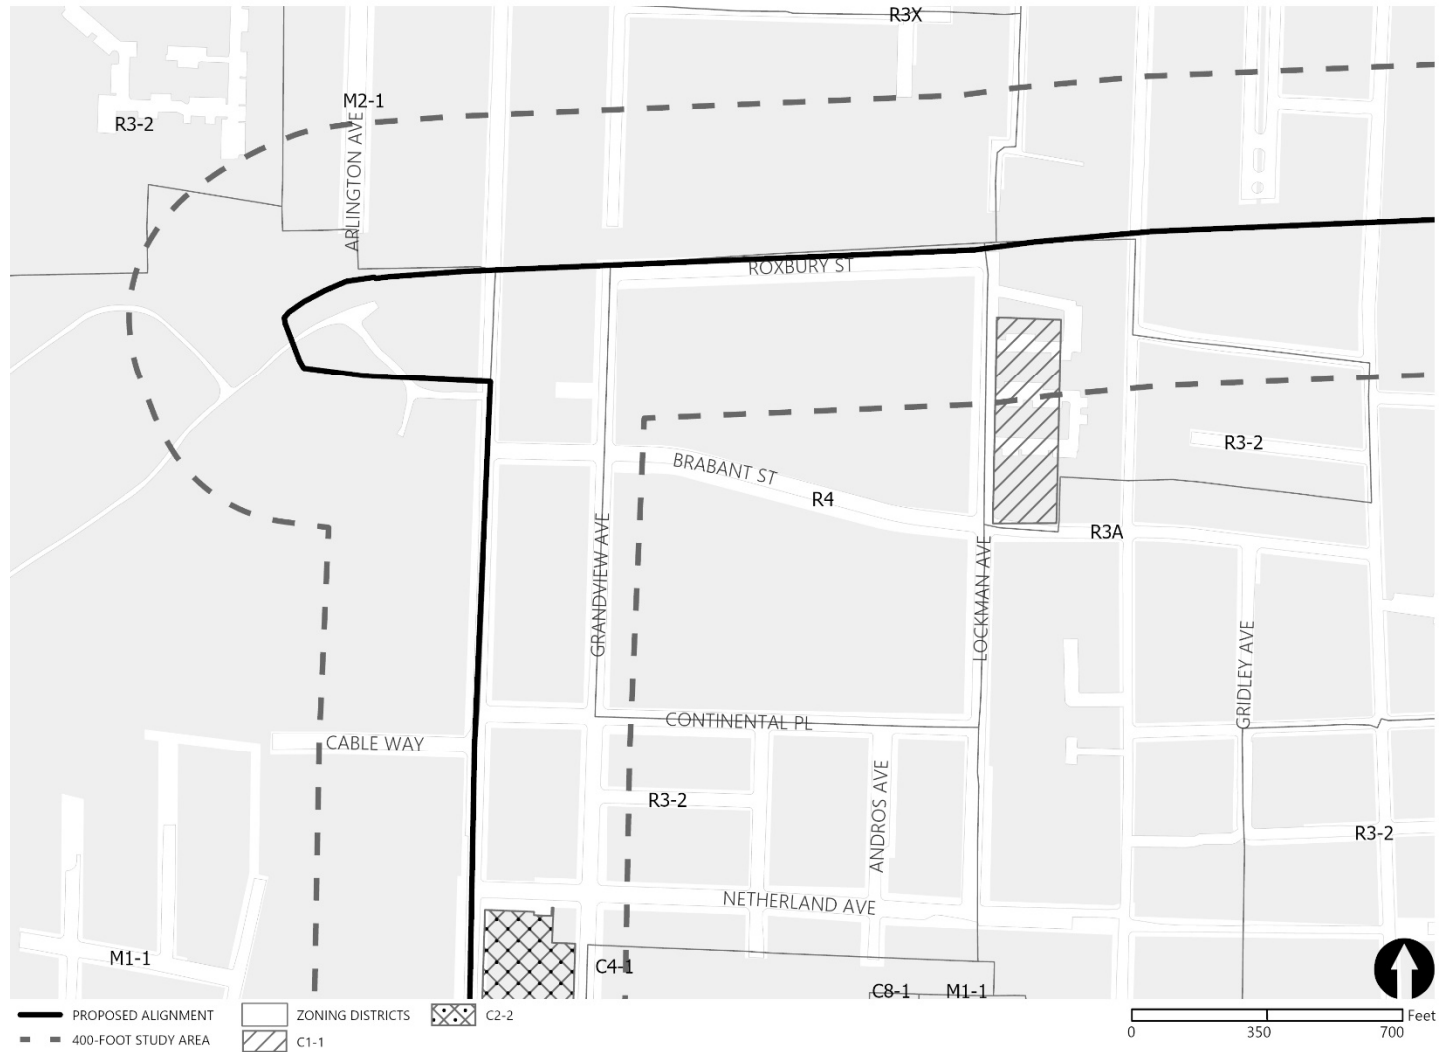 R3X
M2-1
R3-2
ARLINGTON AVE
ROXBURY ST
BRABANT ST
R3-2
R4
R3A
GRANDVIEW AVE
LOCKMAN AVE
GRIDLEY AVE
CONTINENTAL PL
CABLE WAY
ANDROS AVE
R3-2
R3-2
NETHERLAND AVE
M1-1
C4-1
C8-1
M1-1
PROPOSED ALIGNMENT
ZONING DISTRICTS
C2-2
400-FOOT STUDY AREA
C1-1
Feet
0
350
700